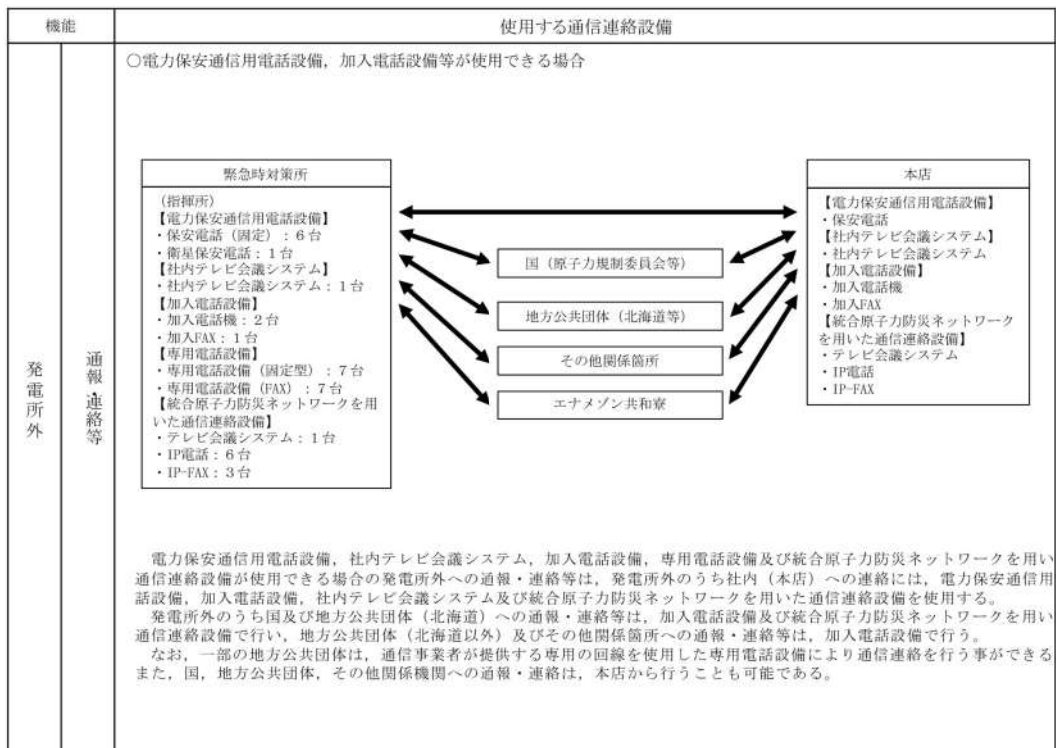 機能
使用する通信連絡設備
発電所外
通報・連絡等
○電力保安通信用電話設備，加入電話設備等が使用できる場合
緊急時対策所
(指揮所)
【電力保安通信用電話設備】
・保安電話（固定）：６台
・衛星保安電話：１台
【社内テレビ会議システム】
・社内テレビ会議システム：１台
【加入電話設備】
・加入電話機：２台
・加入FAX：１台
【専用電話設備】
・専用電話設備（固定型）：７台
・専用電話設備（FAX）：７台
【統合原子力防災ネットワークを用
いた通信連絡設備】
・テレビ会議システム：１台
・IP電話：６台
・IP-FAX：３台
国（原子力規制委員会等）
地方公共団体（北海道等）
その他関係箇所
エナメゾン共和寮
本店
【電力保安通信用電話設備】
・保安電話
【社内テレビ会議システム】
・社内テレビ会議システム
【加入電話設備】
・加入電話機
・加入FAX
【統合原子力防災ネットワーク
を用いた通信連絡設備】
・テレビ会議システム
・IP電話
・IP-FAX
電力保安通信用電話設備，社内テレビ会議システム，加入電話設備，専用電話設備及び統合原子力防災ネットワークを用い
通信連絡設備が使用できる場合の発電所外への通報・連絡等は，発電所外のうち社内（本店）への連絡には，電力保安通信用
話設備，加入電話設備，社内テレビ会議システム及び統合原子力防災ネットワークを用いた通信連絡設備を使用する。
発電所外のうち国及び地方公共団体（北海道）への通報・連絡等は，加入電話設備及び統合原子力防災ネットワークを用い
通信連絡設備で行い，地方公共団体（北海道以外）及びその他関係箇所への通報・連絡等は，加入電話設備で行う。
なお，一部の地方公共団体は，通信事業者が提供する専用の回線を使用した専用電話設備により通信連絡を行う事ができる
また，国，地方公共団体，その他関係機関への通報・連絡は，本店から行うことも可能である。